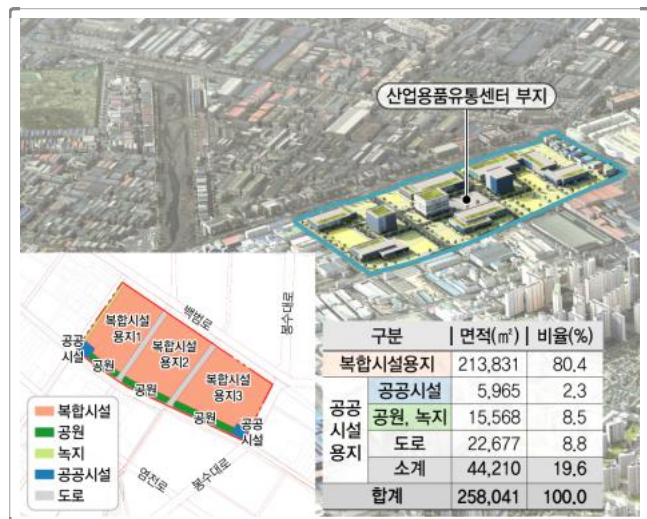 산업용품유통센터 부지
백범로
봉수대로
복합시설
용지1
복합시설
용지2
복합시설
용지3
공공
시설
공원
공원
공원
공공
시설
염전로
봉수대로
복합시설
공원
녹지
공공시설
도로
구분 면적(㎡) 비율(%)
복합시설용지 213,831 80.4
공공
시설
용지
공공시설 5,965 2.3
공원, 녹지 15,568 8.5
도로 22,677 8.8
소계 44,210 19.6
합계 258,041 100.0